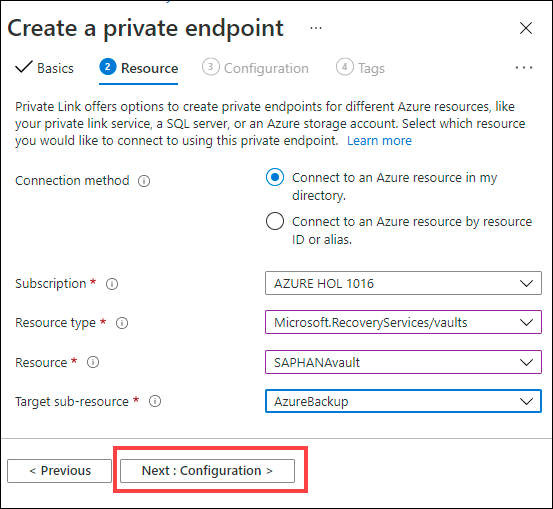 Create a private endpoint ...
Basics 2 Resource 3 Configuration 4 Tags ...
Private Link offers options to create private endpoints for different Azure resources, like
your private link service, a SQL server, or an Azure storage account. Select which resource
you would like to connect to using this private endpoint. Learn more
Connection method
Connect to an Azure resource in my
directory.
Connect to an Azure resource by resource
ID or alias.
Subscription *
AZURE HOL 1016
Resource type *
Microsoft.RecoveryServices/vaults
Resource *
SAPHANAvault
Target sub-resource *
AzureBackup
< Previous
Next : Configuration >